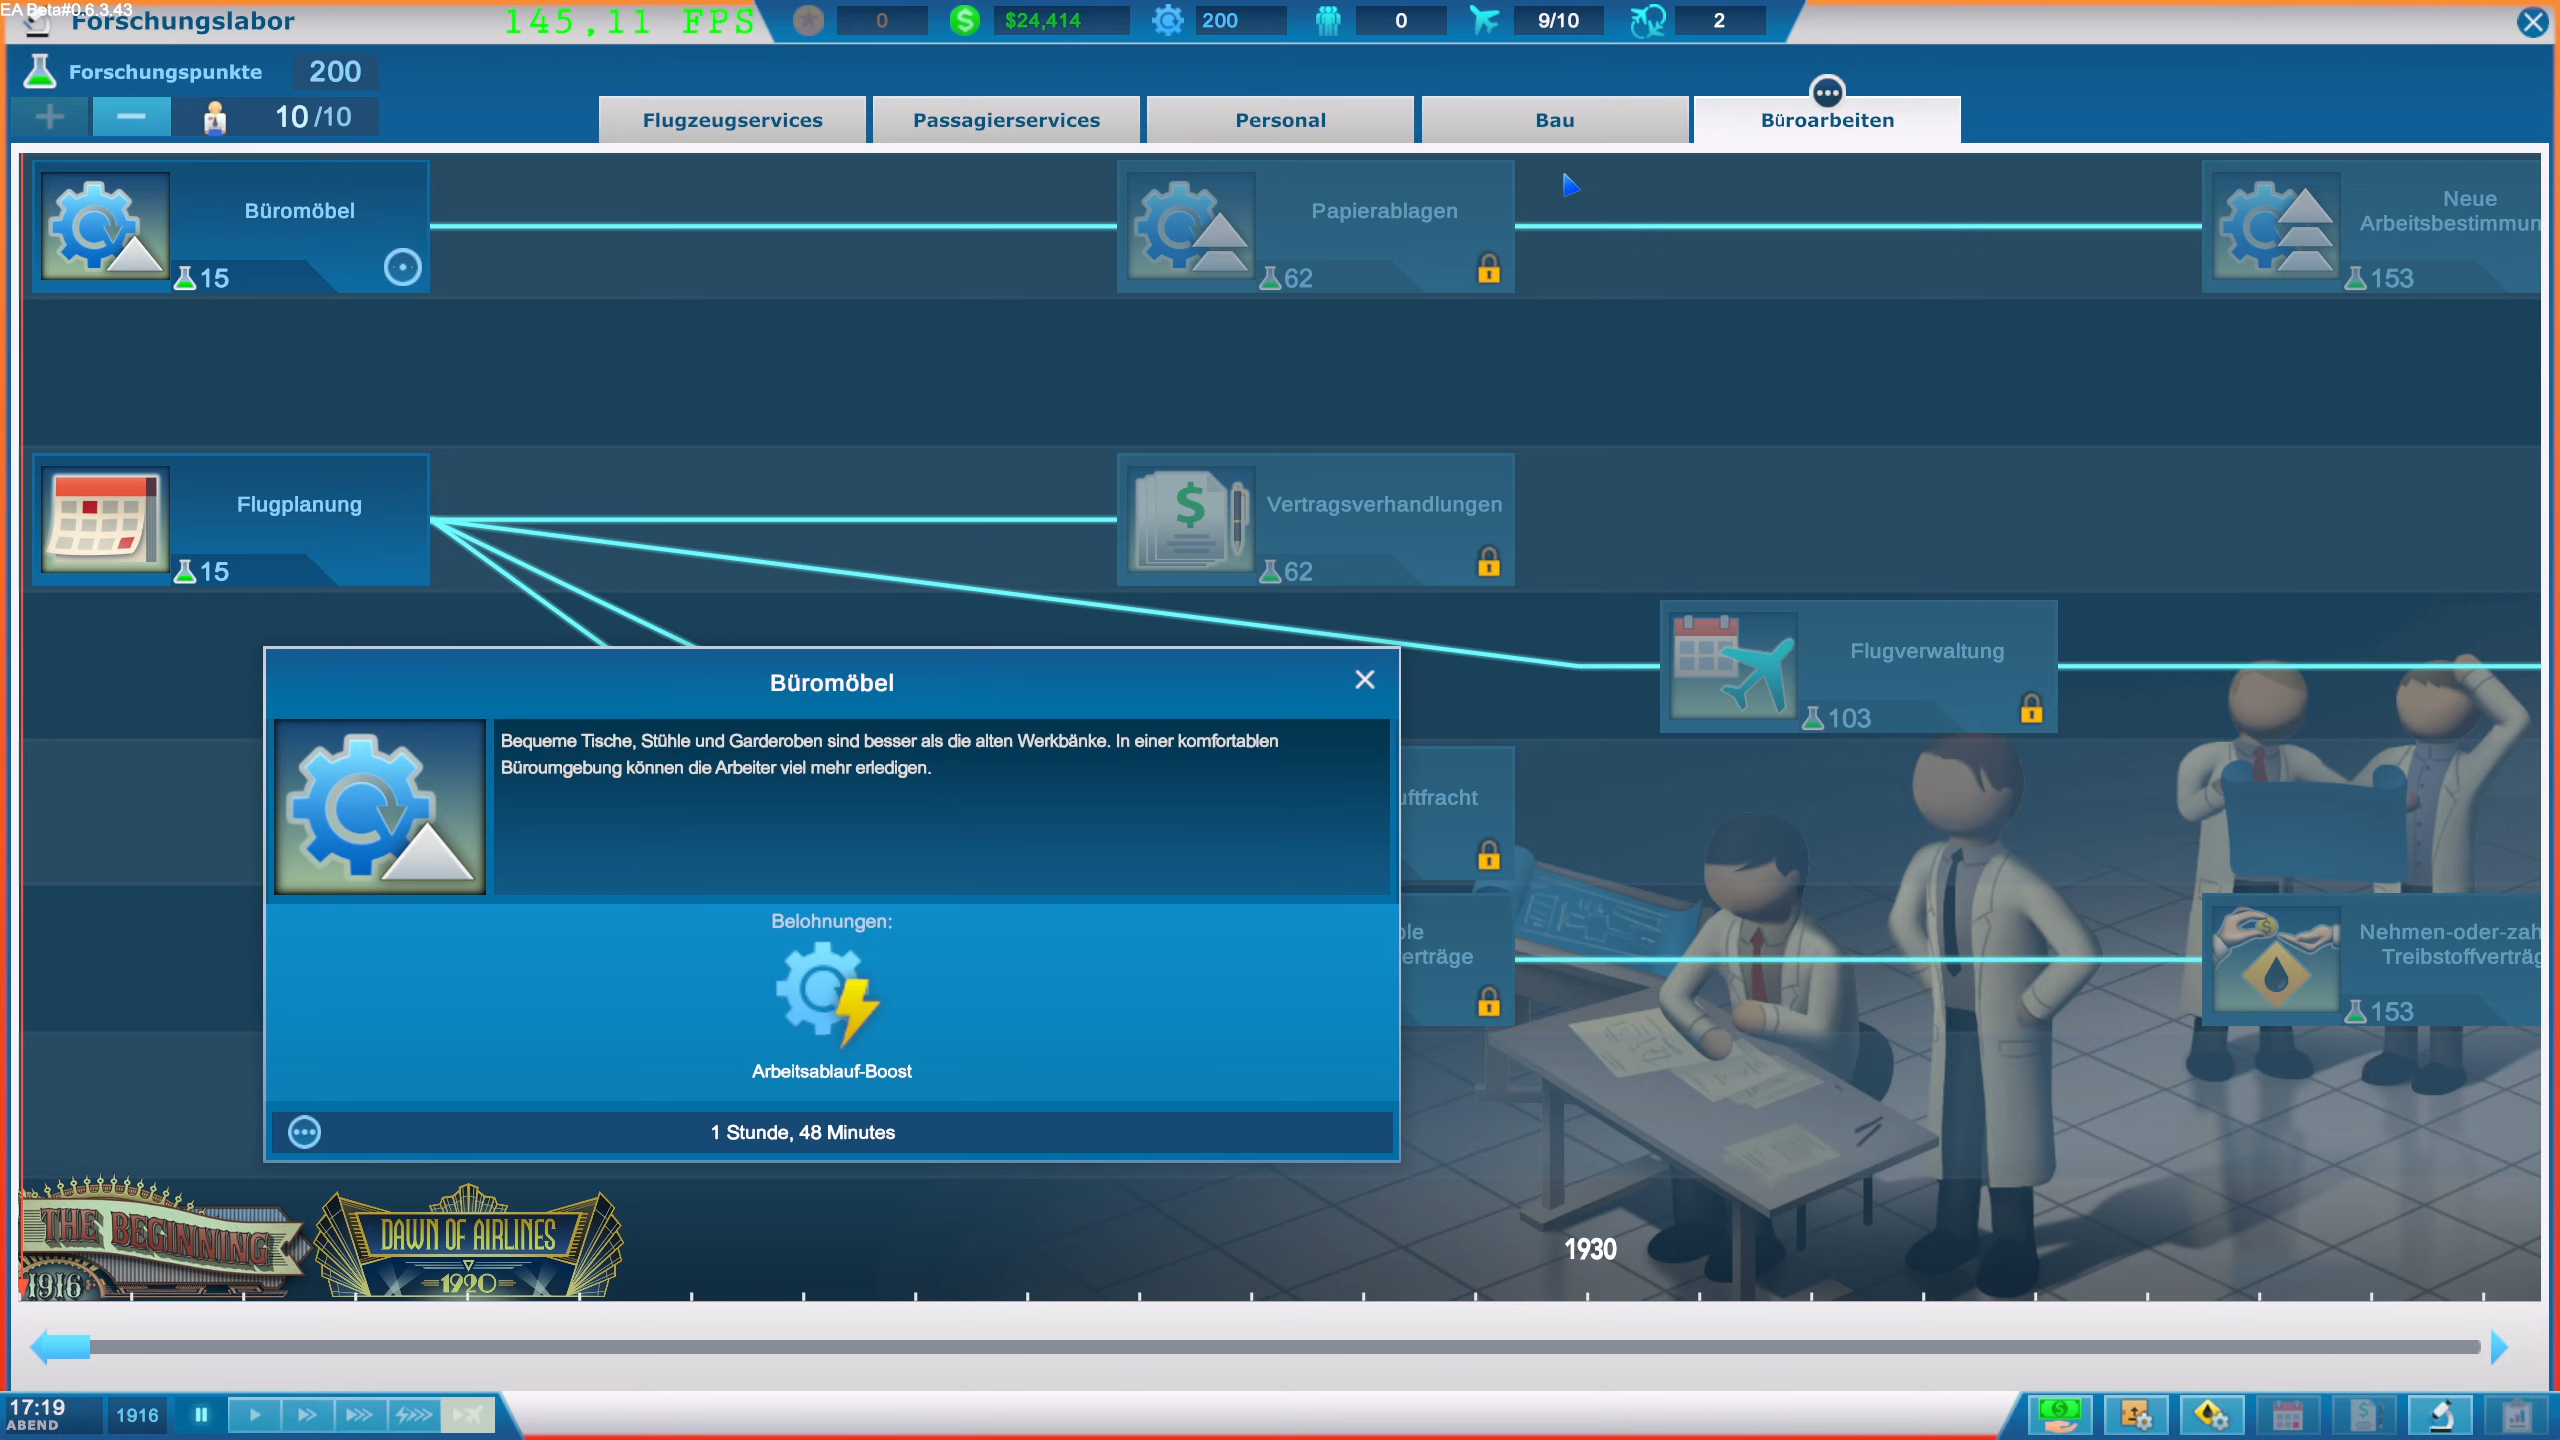 EA Beta#0.6.3.43
Forschungslabor
145,11 FPS
0
$24,414
200
0
9/10
2
Forschungspunkte
200
10 /10
Flugzeugservices
Passagierservices
Personal
Bau
Büroarbeiten
Büromöbel
15
Papierablagen
62
Neue
Arbeitsbestimmun
153
Flugplanung
15
Vertragsverhandlungen
62
Flugverwaltung
103
uftfracht
ble
erträge
Nehmen-oder-zah
Treibstoffverträg
153
Büromöbel
Bequeme Tische, Stühle und Garderoben sind besser als die alten Werkbänke. In einer komfortablen
Büroumgebung können die Arbeiter viel mehr erledigen.
Belohnungen:
Arbeitsablauf-Boost
1 Stunde, 48 Minutes
THE BEGINNING
1916
DAWN OF AIRLINES
1920
1930
17:19
ABEND
1916